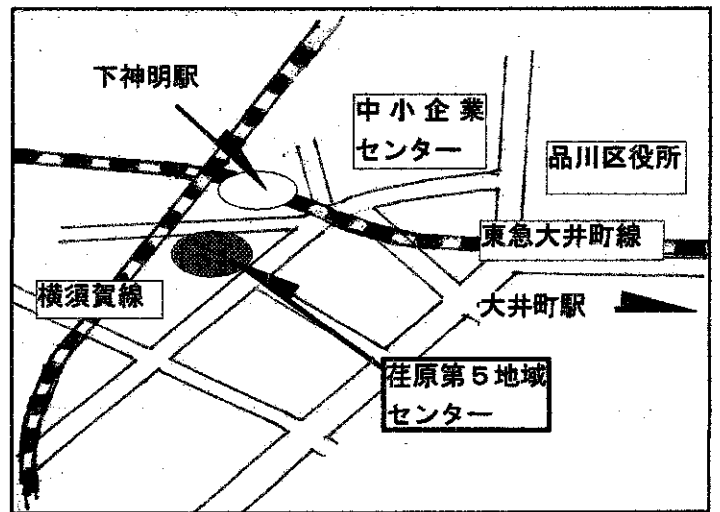 下神明駅
中小企業
センター
品川区役所
東急大井町線
横須賀線
大井町駅
荏原第5地域
センター